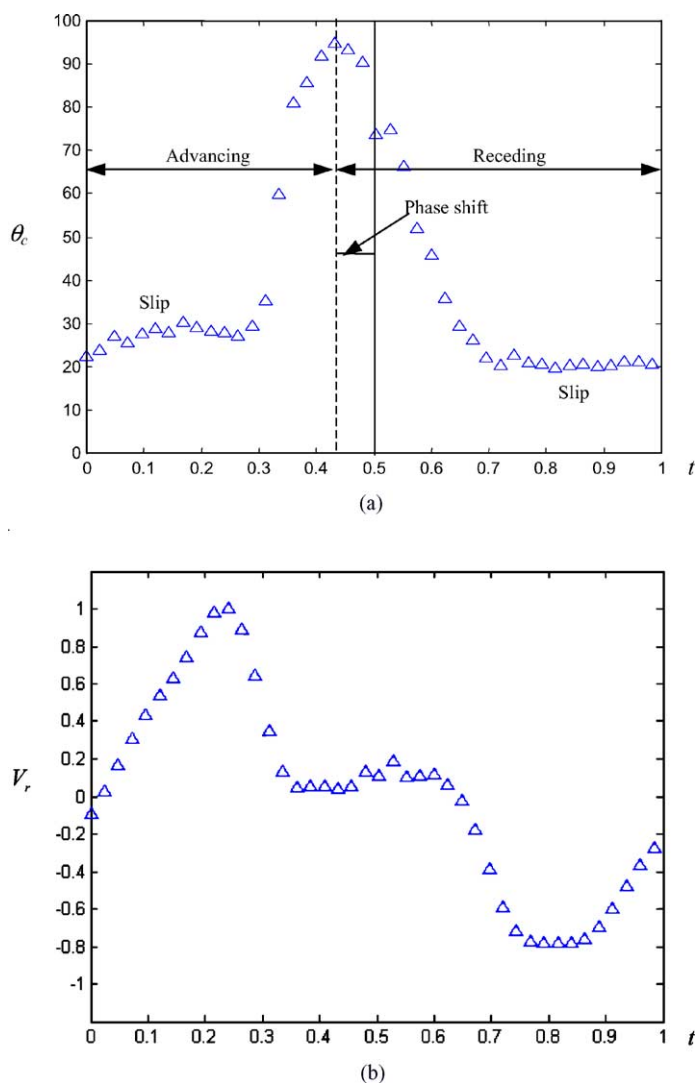 100
90
80
70
60
50
40
30
20
10
0
θc
Advancing
Receding
Phase shift
Slip
Slip
0 0.1 0.2 0.3 0.4 0.5 0.6 0.7 0.8 0.9 1 t
(a)
1
0.8
0.6
0.4
0.2
0
-0.2
-0.4
-0.6
-0.8
-1
Vr
0 0.1 0.2 0.3 0.4 0.5 0.6 0.7 0.8 0.9 1 t
(b)